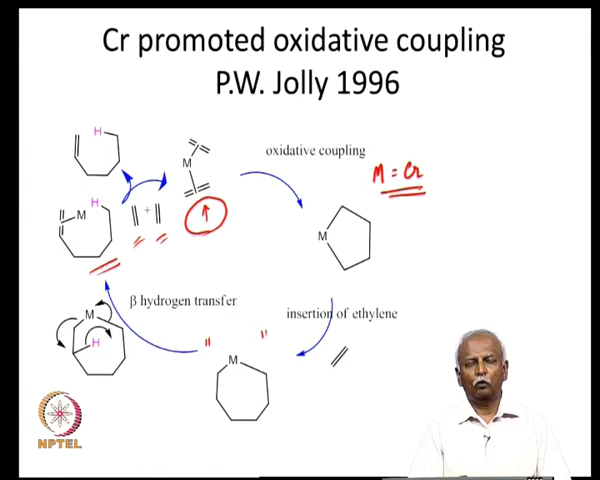 Cr promoted oxidative coupling
P.W. Jolly 1996
H
M
oxidative coupling
M = Cr
H
M
+
M
β hydrogen transfer
insertion of ethylene
M
H
M
NPTEL